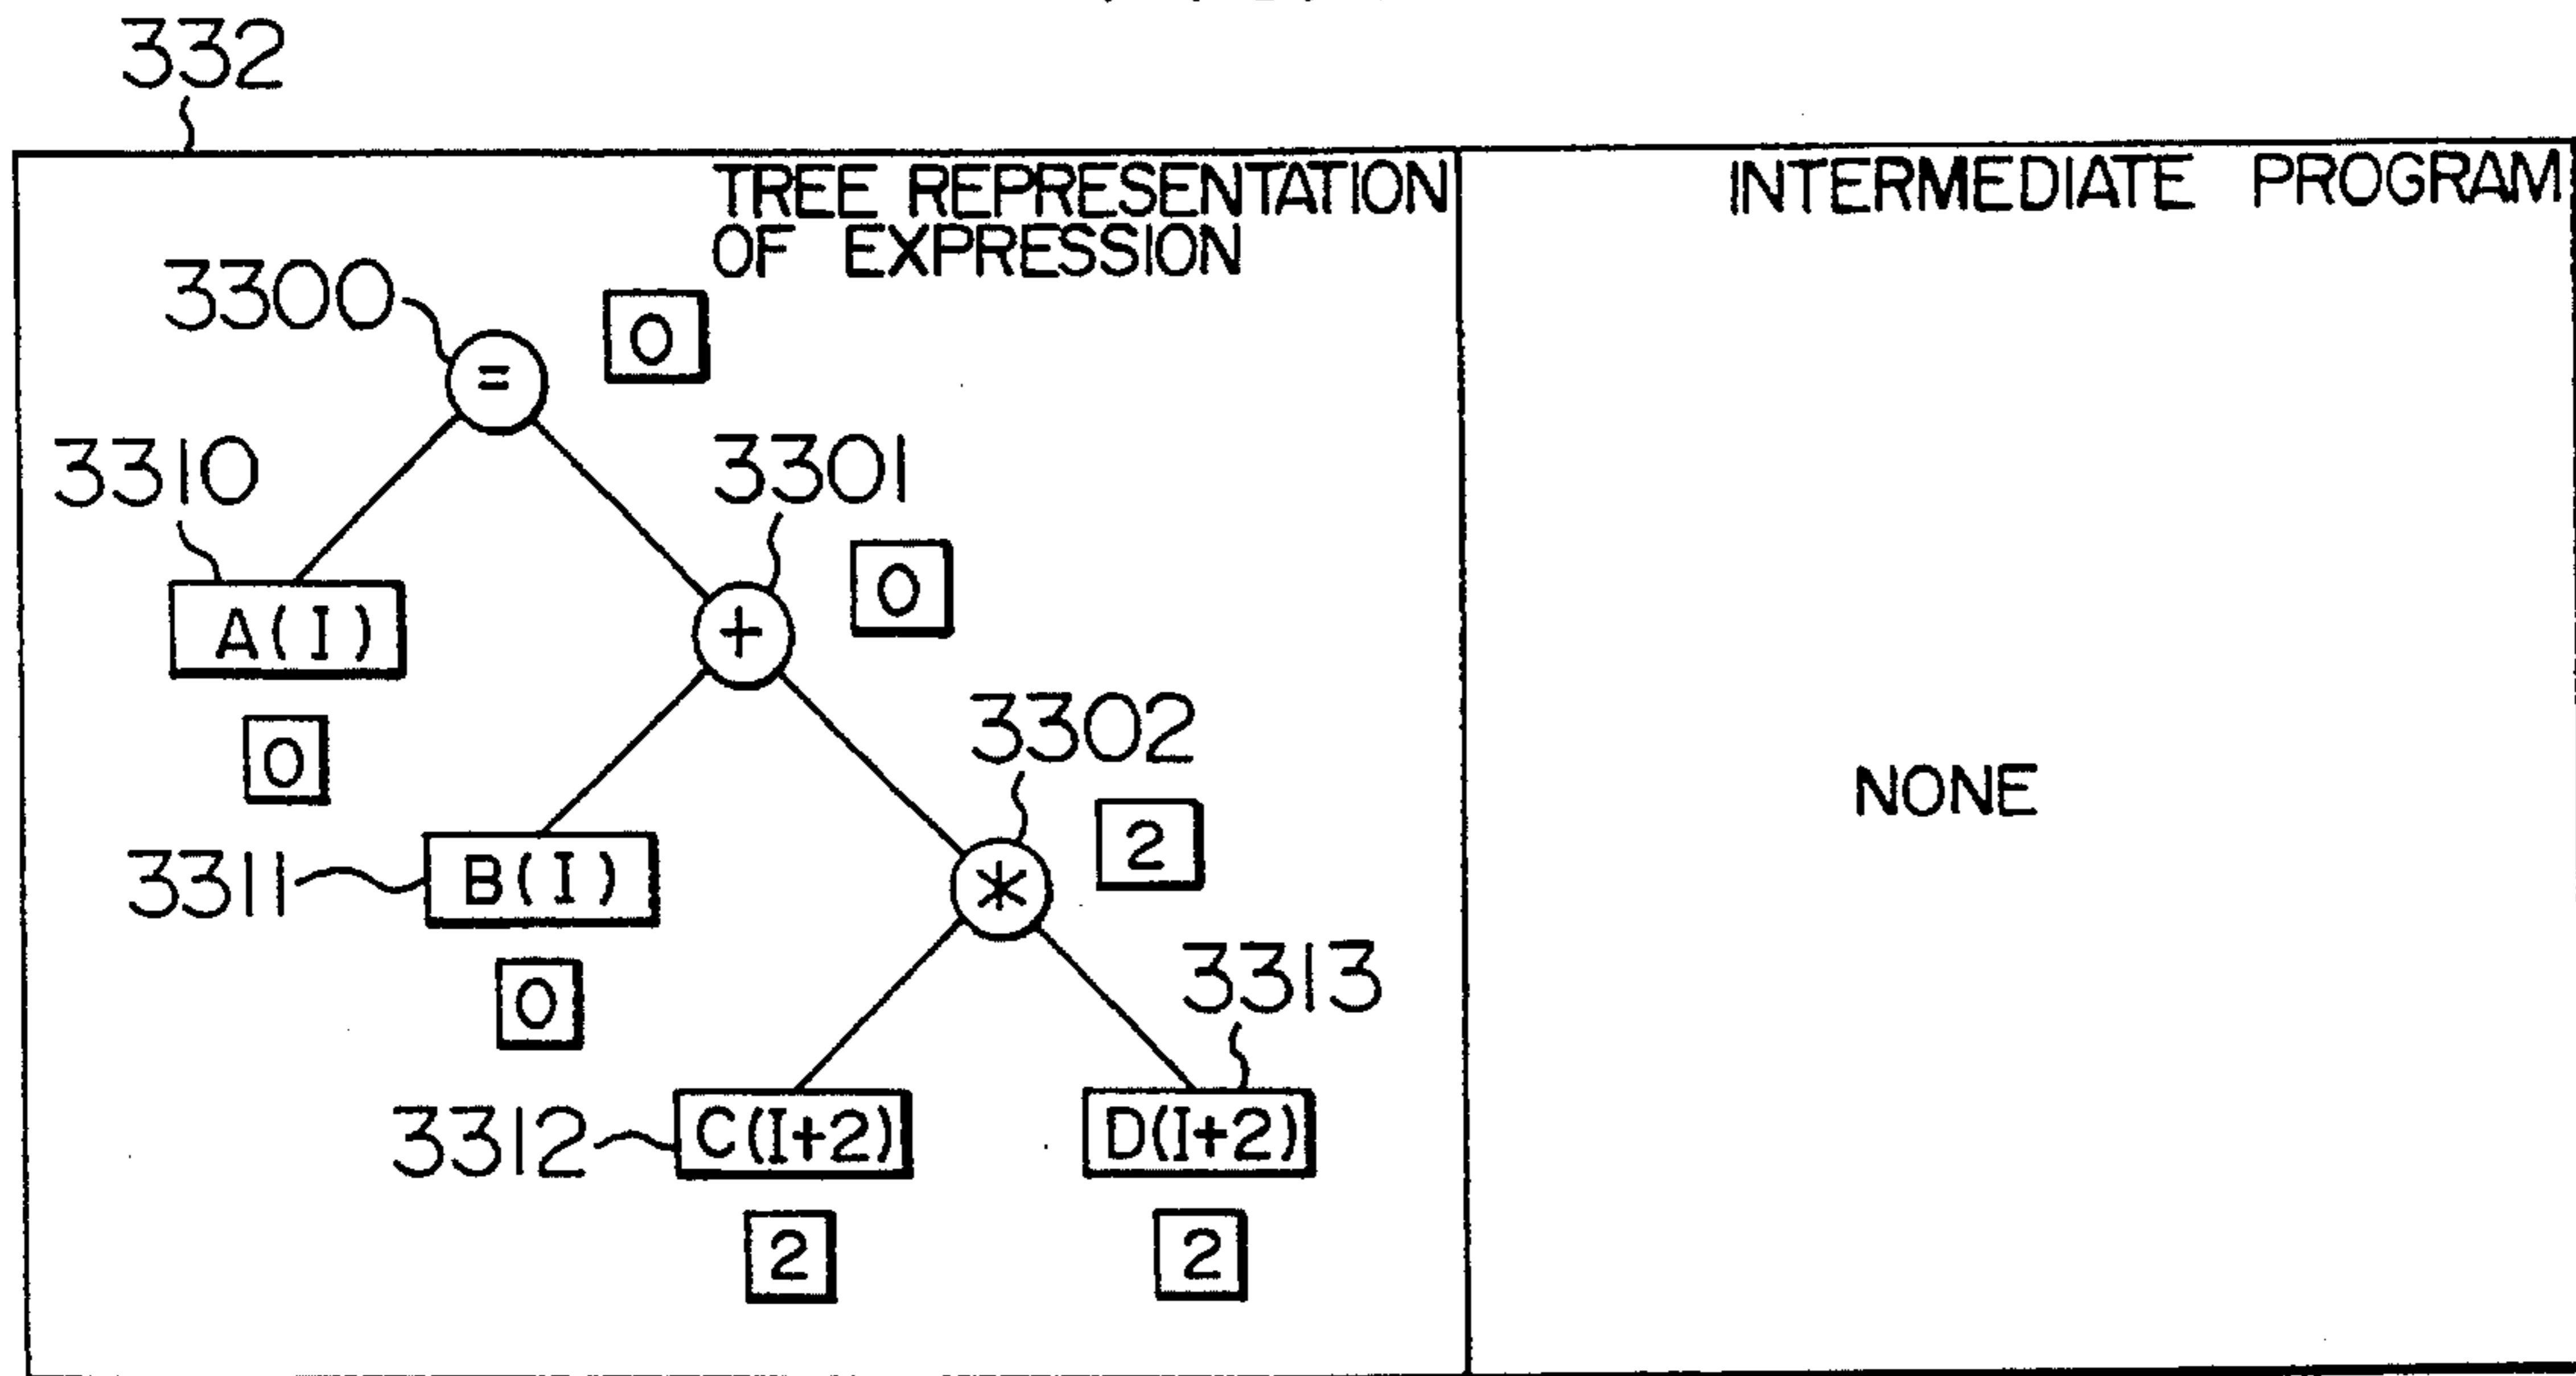 332
TREE REPRESENTATION
OF EXPRESSION
INTERMEDIATE PROGRAM
3300
0
=
3310
3301
0
A(I)
+
0
3302
2
NONE
3311
B(I)
*
0
3313
3312
C(I+2)
D(I+2)
2
2